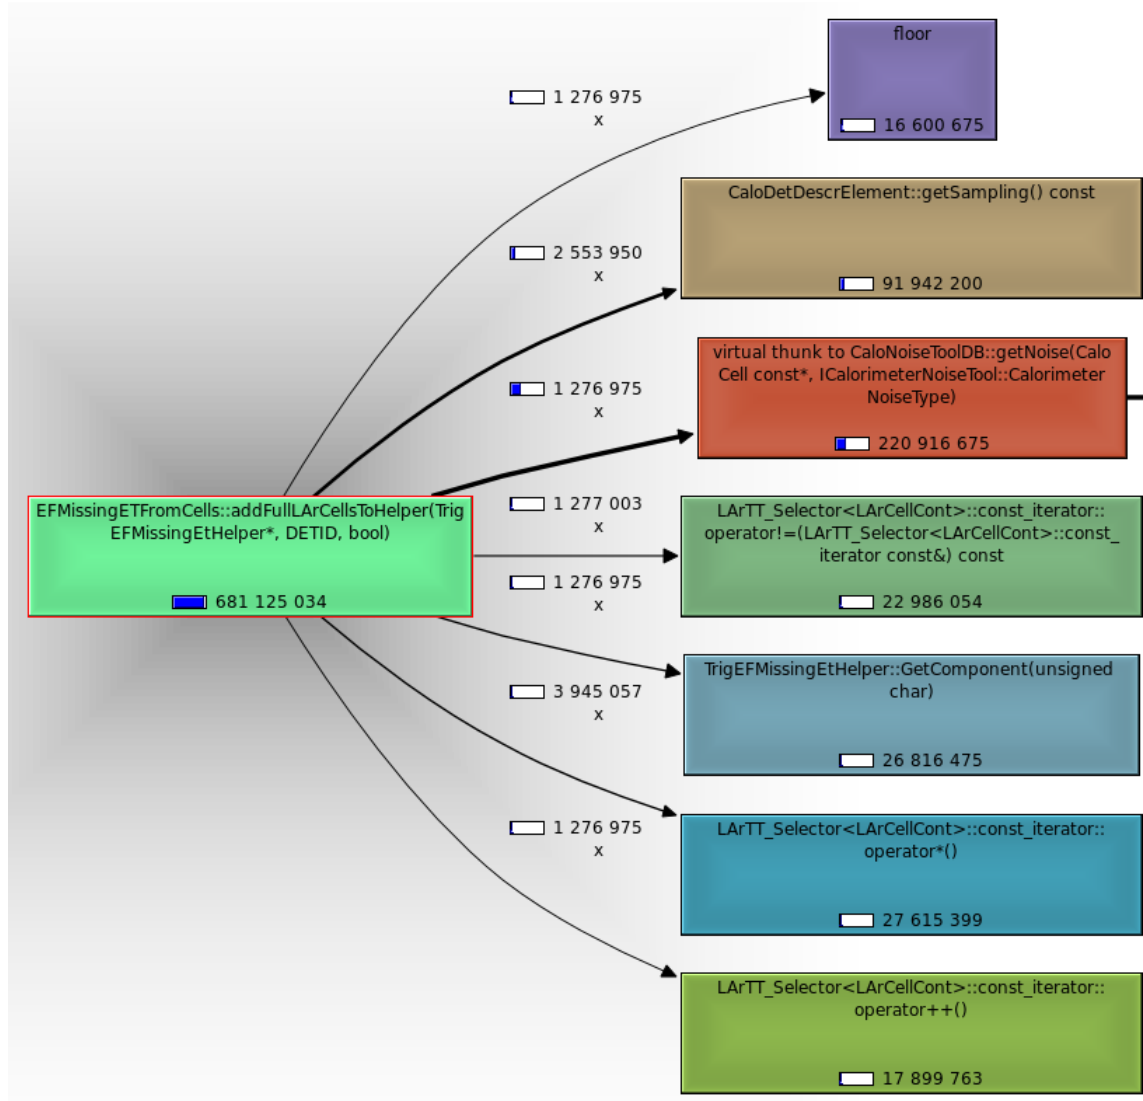 floor
16 600 675
1 276 975
x
CaloDetDescrElement::getSampling() const
91 942 200
2 553 950
x
virtual thunk to CaloNoiseToolDB::getNoise(Calo
Cell const*, ICalorimeterNoiseTool::Calorimeter
NoiseType)
220 916 675
1 276 975
x
EFMissingETFromCells::addFullLArCellsToHelper(Trig
EFMissingEtHelper*, DETID, bool)
681 125 034
1 277 003
x
LArTT_Selector<LArCellCont>::const_iterator::
operator!=(LArTT_Selector<LArCellCont>::const_
iterator const&) const
22 986 054
1 276 975
x
TrigEFMissingEtHelper::GetComponent(unsigned
char)
26 816 475
3 945 057
x
LArTT_Selector<LArCellCont>::const_iterator::
operator*()
27 615 399
1 276 975
x
LArTT_Selector<LArCellCont>::const_iterator::
operator++()
17 899 763